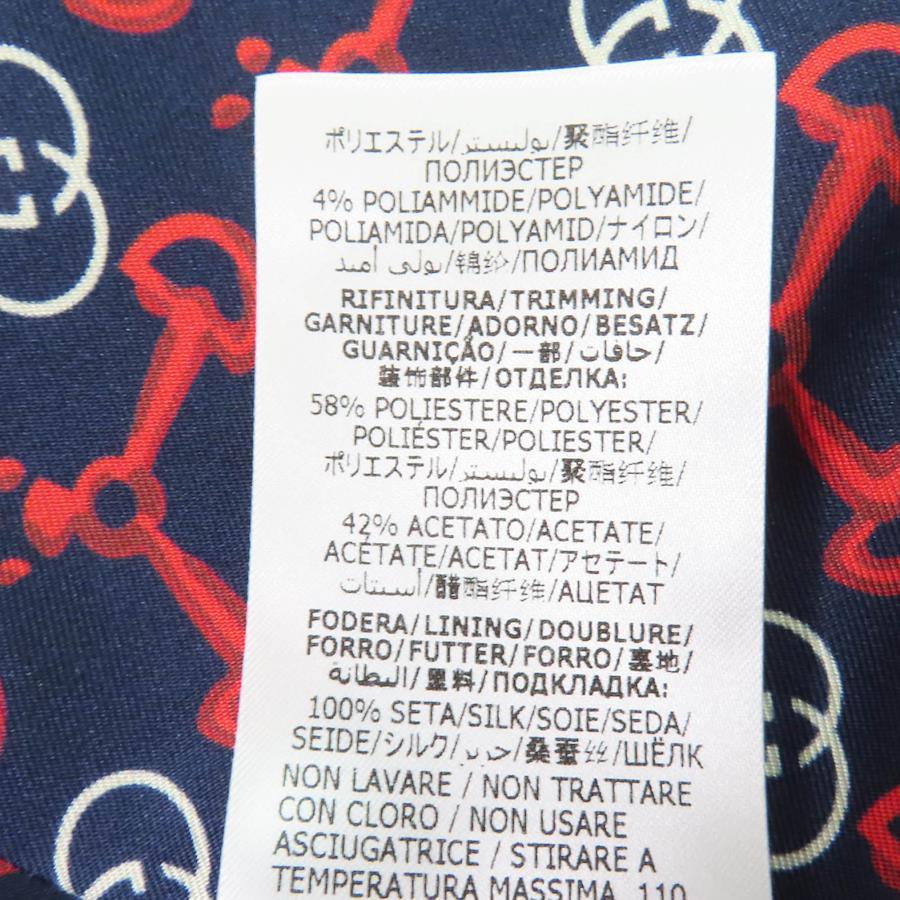 ポリエステル/بوليستر/聚酯纤维/
ПОЛИЭСТЕР
4% POLIAMMIDE/POLYAMIDE/
POLIAMIDA/POLYAMID/ナイロン/
بولي أميد/锦纶/ПОЛИАМИД
RIFINITURA/TRIMMING/
GARNITURE/ADORNO/BESATZ/
GUARNIÇÃO/一部/حافات/
装饰部件/ОТДЕЛКА:
58% POLIESTERE/POLYESTER/
POLIÉSTER/POLIESTER/
ポリエステル/بوليستر/聚酯纤维/
ПОЛИЭСТЕР
42% ACETATO/ACETATE/
ACÉTATE/ACETAT/アセテート/
أستات/醋酯纤维/АЦЕТАТ
FODERA/LINING/DOUBLURE/
FORRO/FUTTER/FORRO/裏地/
البطانة/里料/ПОДКЛАДКА:
100% SETA/SILK/SOIE/SEDA/
SEIDE/シルク/حرير/桑蚕丝/ШЁЛК
NON LAVARE / NON TRATTARE
CON CLORO / NON USARE
ASCIUGATRICE / STIRARE A
TEMPERATURA MASSIMA 110